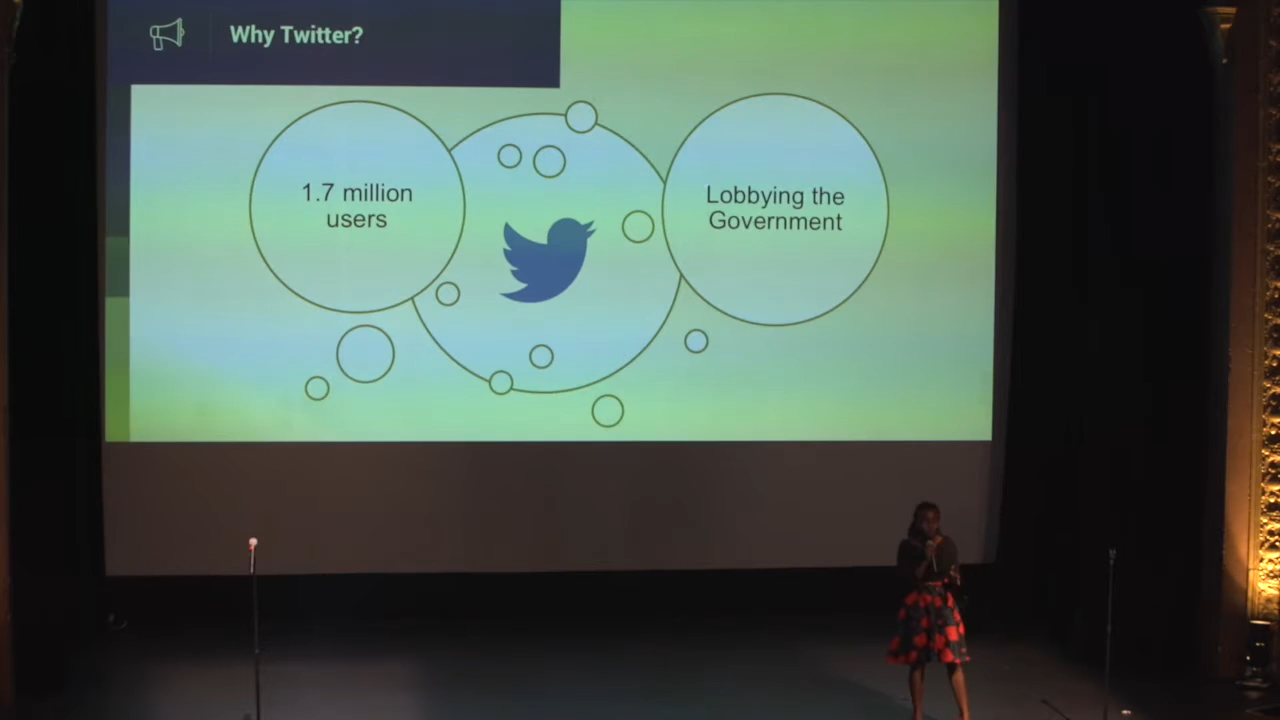 Why Twitter?
1.7 million
users
Lobbying the
Government